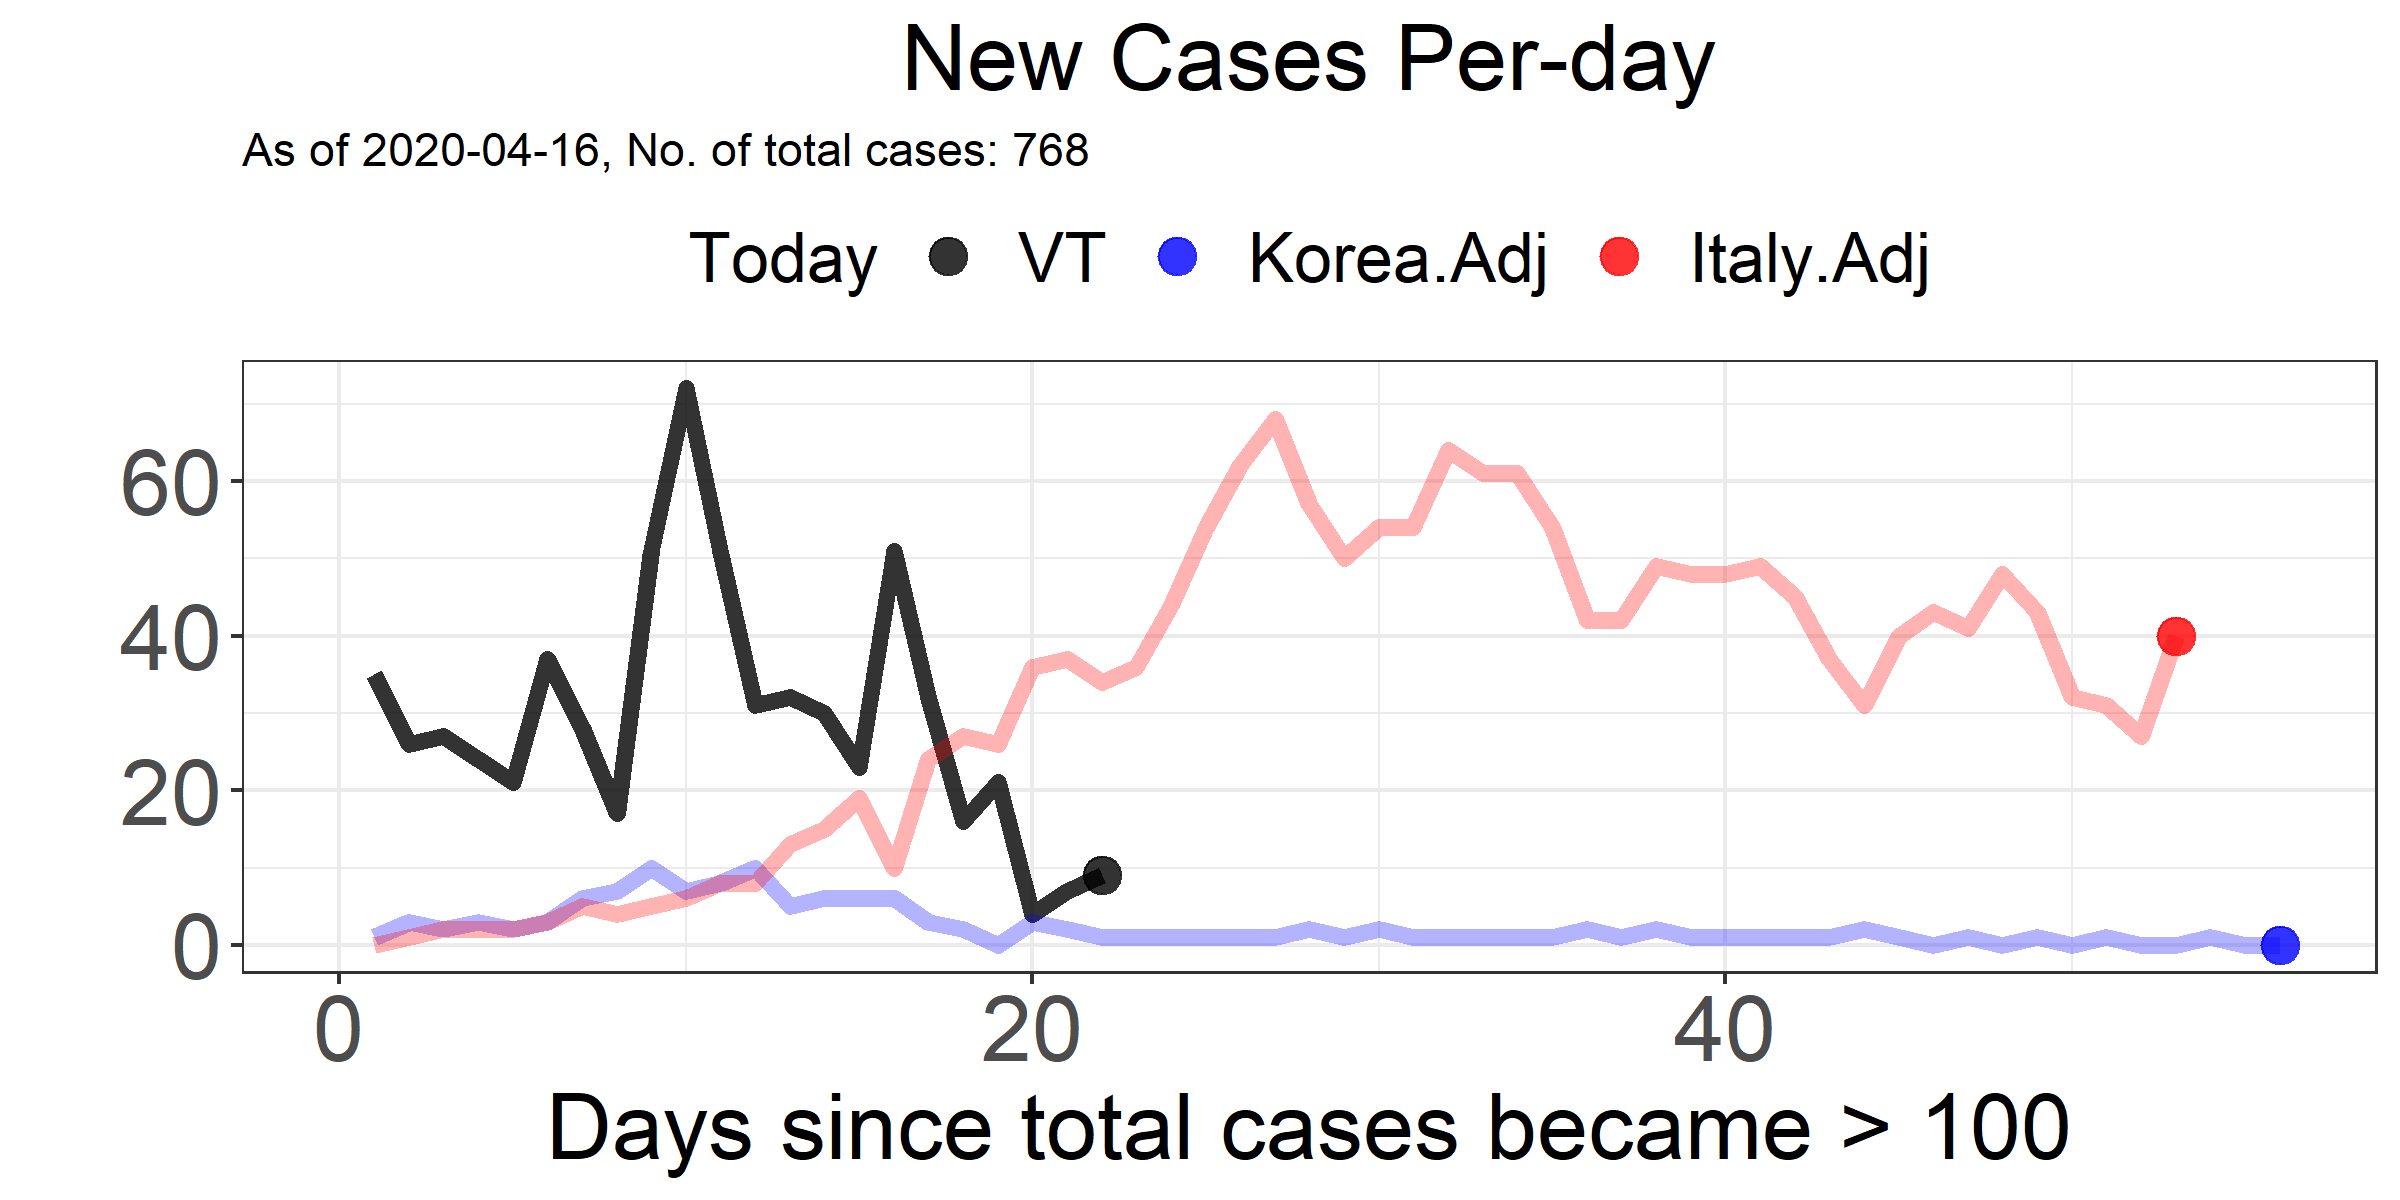 New Cases Per-day
As of 2020-04-16, No. of total cases: 768
Today VT Korea.Adj Italy.Adj
60
40
20
0
0 20 40
Days since total cases became > 100